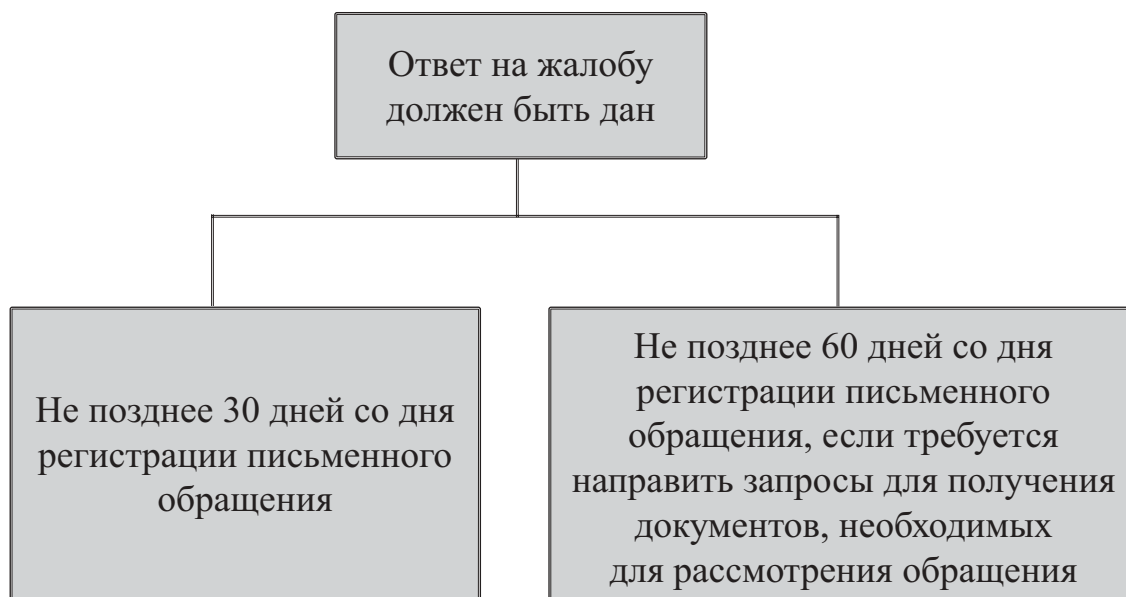 Ответ на жалобу
должен быть дан
Не позднее 30 дней со дня
регистрации письменного
обращения
Не позднее 60 дней со дня
регистрации письменного
обращения, если требуется
направить запросы для получения
документов, необходимых
для рассмотрения обращения